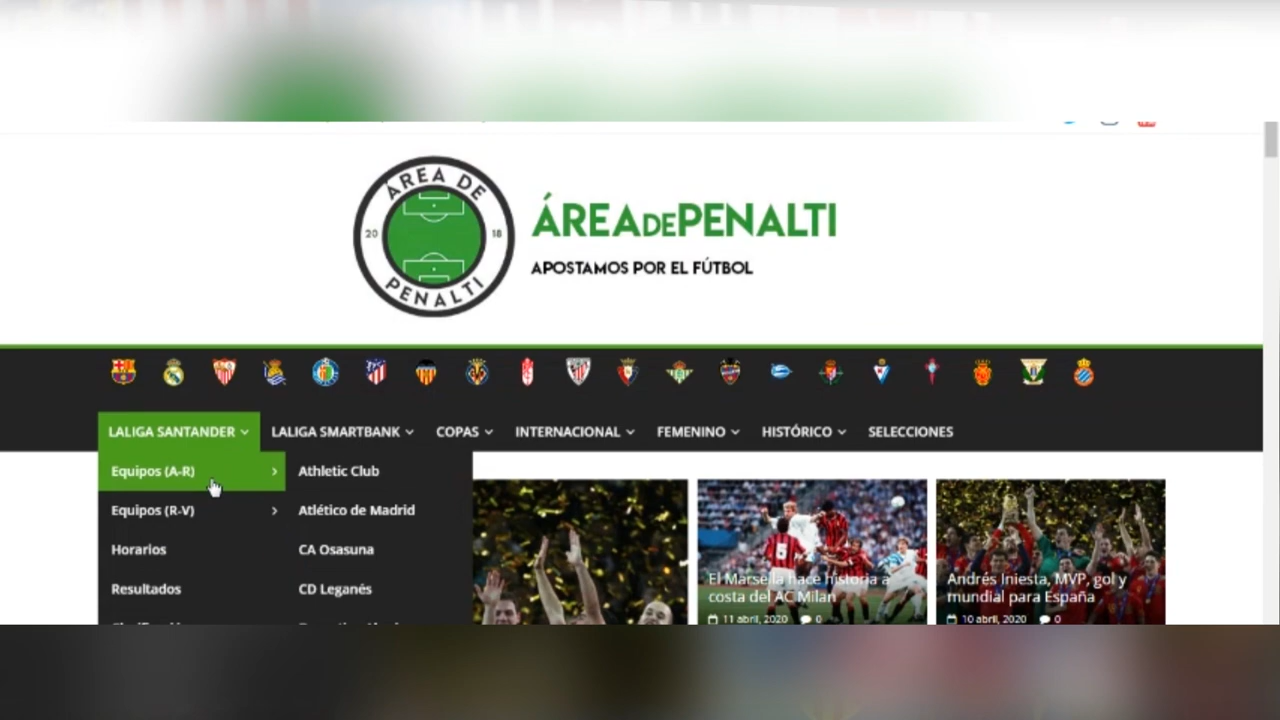 ÁREA DE
20 18
PENALTI
ÁREADEPENALTI
APOSTAMOS POR EL FÚTBOL
LALIGA SANTANDER LALIGA SMARTBANK COPAS INTERNACIONAL FEMENINO HISTÓRICO SELECCIONES
Equipos (A-R) Athletic Club
Equipos (R-V) Atlético de Madrid
Horarios CA Osasuna
Resultados CD Leganés
El Marsella hace historia a
costa del AC Milan
11 abril, 2020 0
Andrés Iniesta, MVP, gol y
mundial para España
10 abril, 2020 0